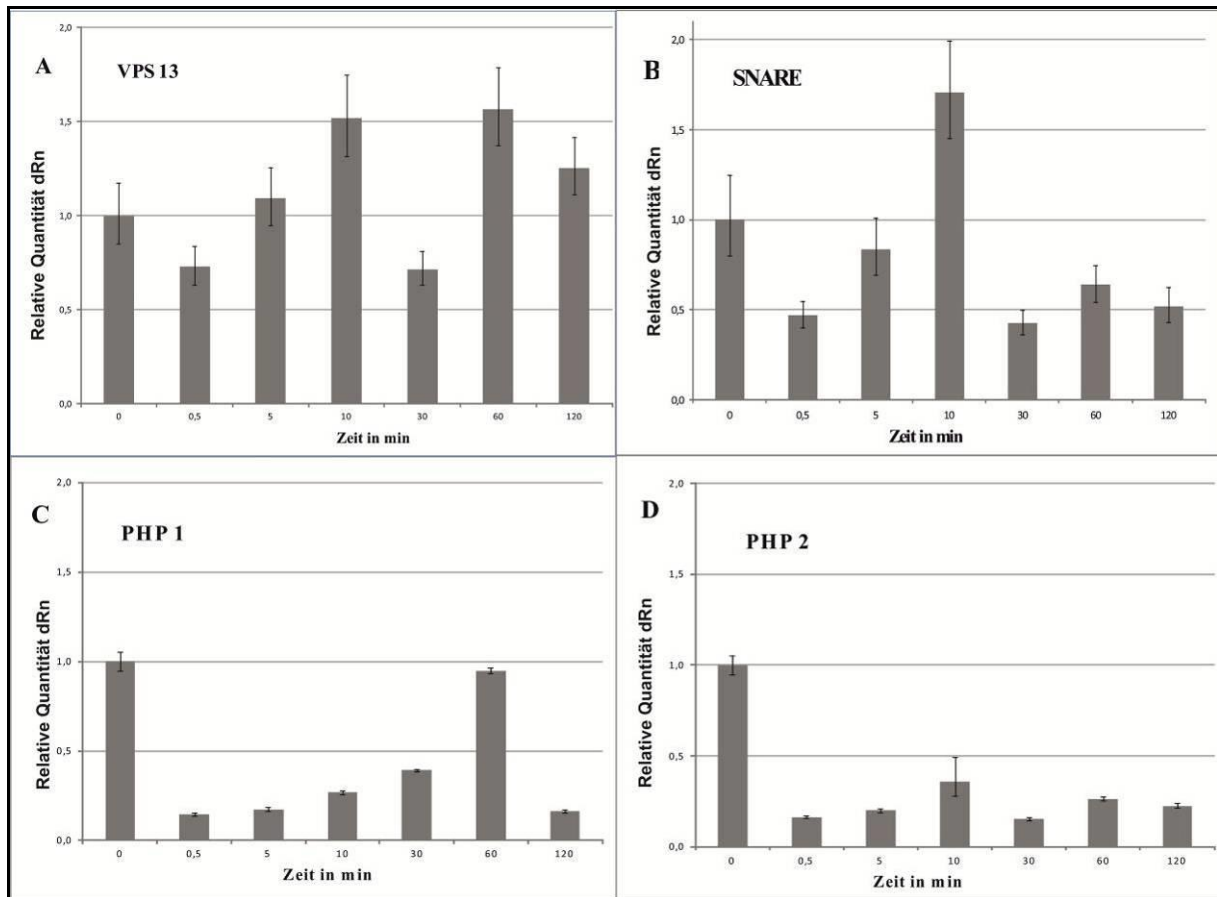 A
VPS 13
Relative Quantität dRn
2,0
1,5
1,0
0,5
0,0
0 0,5 5 10 30 60 120
Zeit in min
B
SNARE
Relative Quantität dRn
2,0
1,5
1,0
0,5
0,0
0 0,5 5 10 30 60 120
Zeit in min
C
PHP 1
Relative Quantität dRn
2,0
1,5
1,0
0,5
0,0
0 0,5 5 10 30 60 120
Zeit in min
D
PHP 2
Relative Quantität dRn
2,0
1,5
1,0
0,5
0,0
0 0,5 5 10 30 60 120
Zeit in min